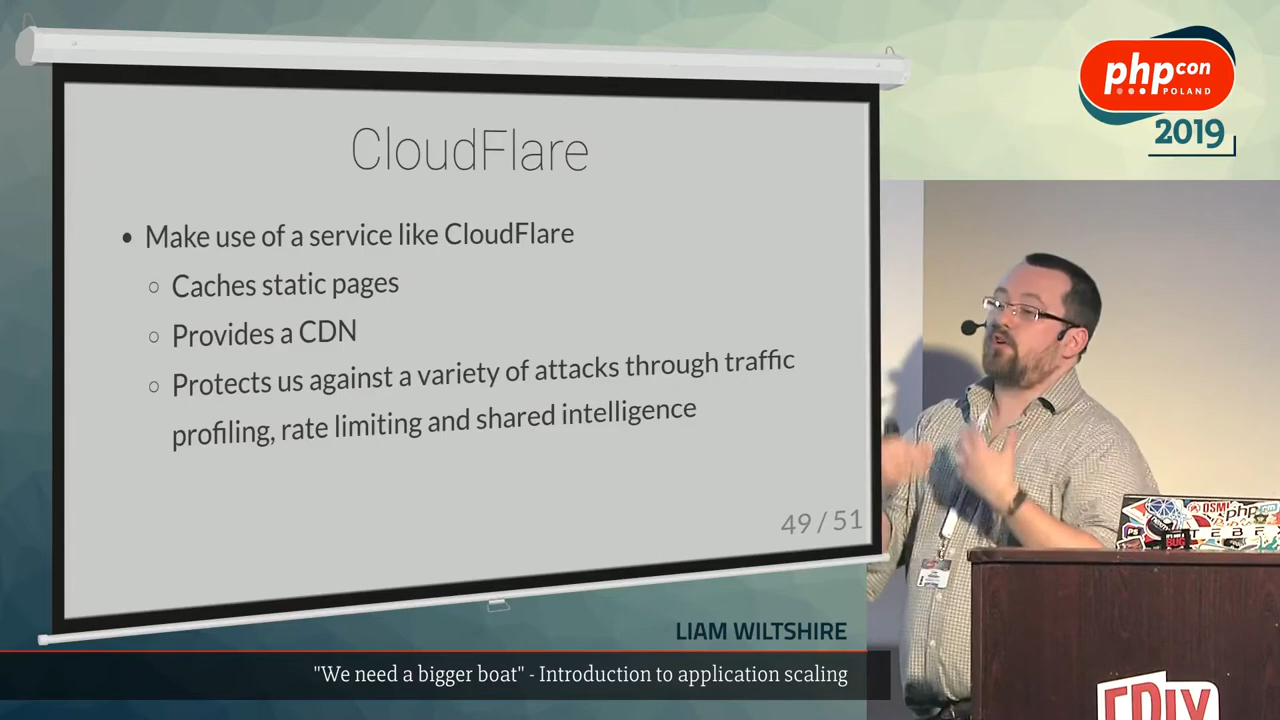 CloudFlare
Make use of a service like CloudFlare
Caches static pages
Provides a CDN
Protects us against a variety of attacks through traffic
profiling, rate limiting and shared intelligence
49 / 51
php con
POLAND
2019
php
LIAM WILTSHIRE
"We need a bigger boat" - Introduction to application scaling